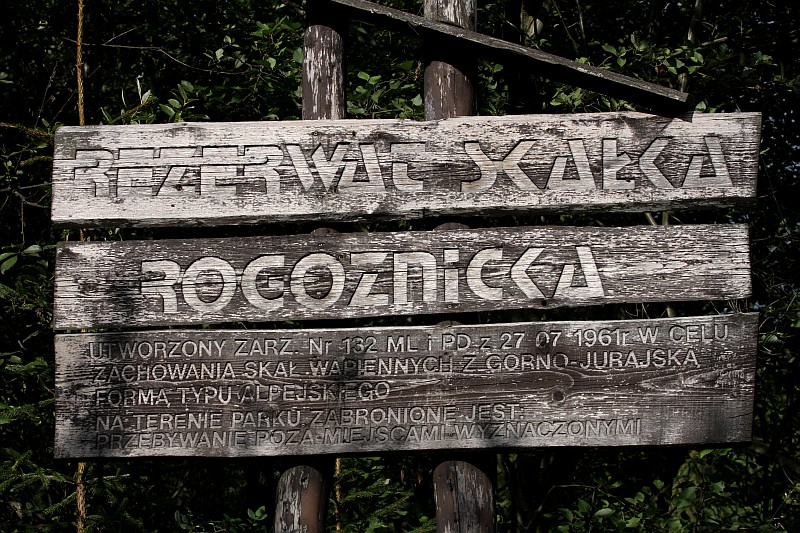 REZERWAT SKAŁKA
ROGOŹNICKA
UTWORZONY ZARZ. Nr 132 ML i PD z 27 07 1961r W CELU
ZACHOWANIA SKAŁ WAPIENNYCH Z GÓRNO-JURAJSKĄ
FORMĄ TYPU ALPEJSKIEGO
NA TERENIE PARKU ZABRONIONE JEST:
PRZEBYWANIE POZA MIEJSCAMI WYZNACZONYMI